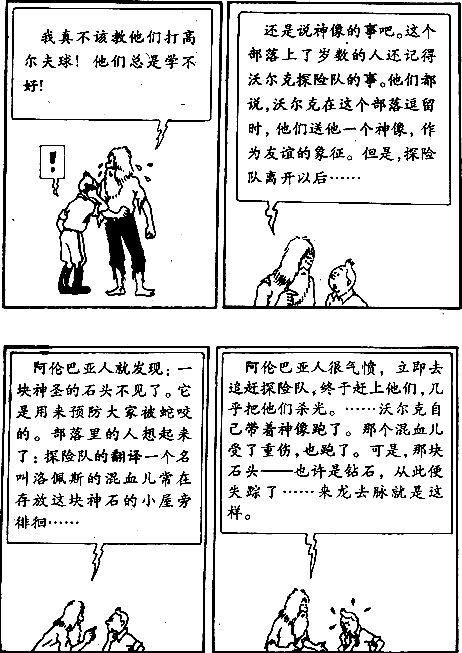 我真不该教他们打高
尔夫球！他们总是学不
好！
！
还是说神像的事吧。这个
部落上了岁数的人还记得
沃尔克探险队的事。他们都
说，沃尔克在这个部落逗留
时，他们送他一个神像，作
为友谊的象征。但是，探险
队离开以后……
阿伦巴亚人就发现：一
块神圣的石头不见了。它
是用来预防大家被蛇咬
的。部落里的人想起来
了：探险队的翻译一个名
叫洛佩斯的混血儿常在
存放这块神石的小屋旁
徘徊……
阿伦巴亚人很气愤，立即去
追赶探险队，终于赶上他们，几
乎把他们杀光。……沃尔克自
己带着神像跑了。那个混血儿
受了重伤，也跑了。可是，那块
石头——也许是钻石，从此便
失踪了……来龙去脉就是这
样。